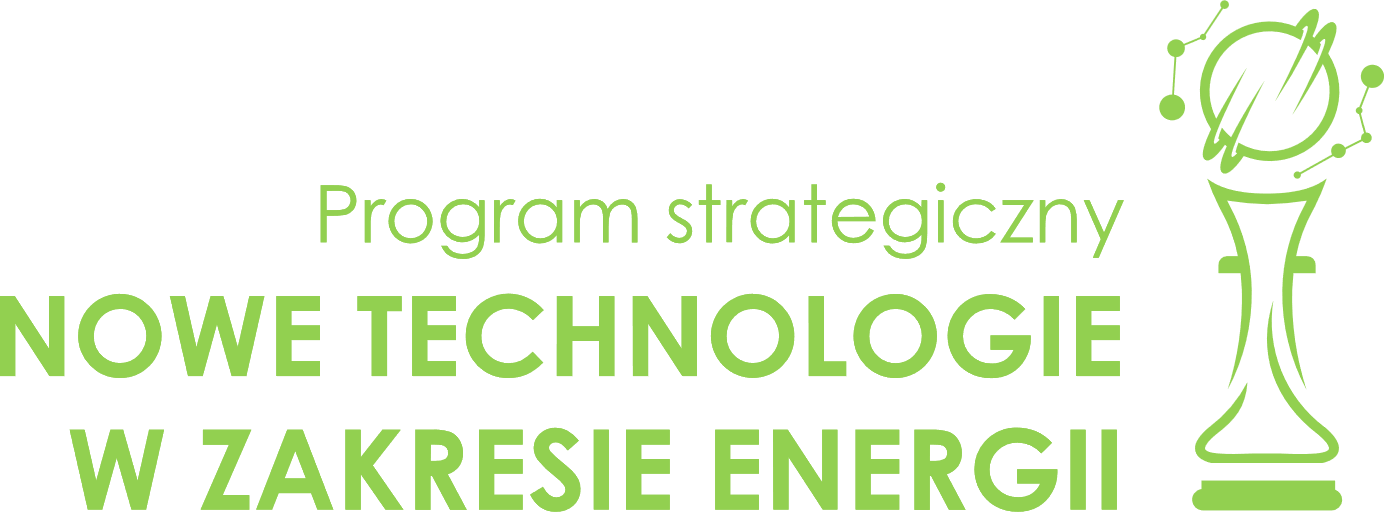 Program strategiczny
NOWE TECHNOLOGIE
W ZAKRESIE ENERGII